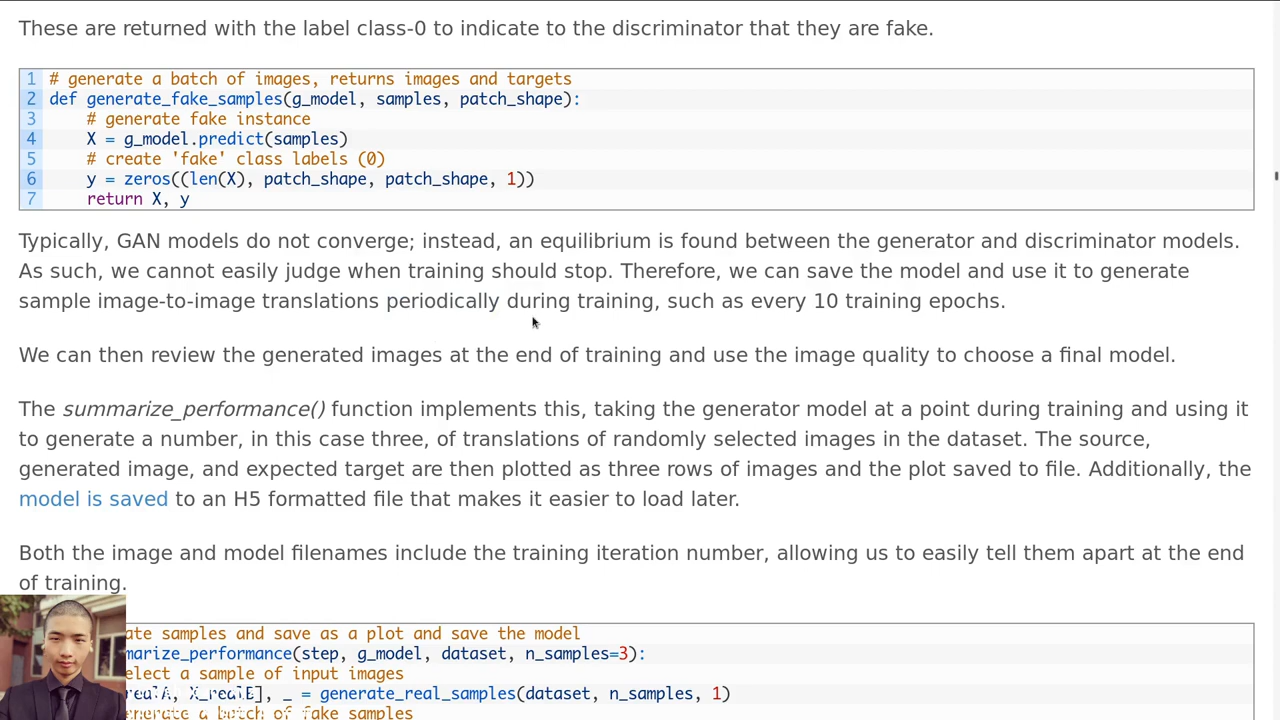 These are returned with the label class-0 to indicate to the discriminator that they are fake.
1 # generate a batch of images, returns images and targets
2 def generate_fake_samples(g_model, samples, patch_shape):
3 # generate fake instance
4 X = g_model.predict(samples)
5 # create 'fake' class labels (0)
6 y = zeros((len(X), patch_shape, patch_shape, 1))
7 return X, y
Typically, GAN models do not converge; instead, an equilibrium is found between the generator and discriminator models.
As such, we cannot easily judge when training should stop. Therefore, we can save the model and use it to generate
sample image-to-image translations periodically during training, such as every 10 training epochs.
We can then review the generated images at the end of training and use the image quality to choose a final model.
The summarize_performance() function implements this, taking the generator model at a point during training and using it
to generate a number, in this case three, of translations of randomly selected images in the dataset. The source,
generated image, and expected target are then plotted as three rows of images and the plot saved to file. Additionally, the
model is saved to an H5 formatted file that makes it easier to load later.
Both the image and model filenames include the training iteration number, allowing us to easily tell them apart at the end
of training.
ate samples and save as a plot and save the model
marize_performance(step, g_model, dataset, n_samples=3):
elect a sample of input images
X_realB], _ = generate_real_samples(dataset, n_samples, 1)
enerate a batch of fake samples